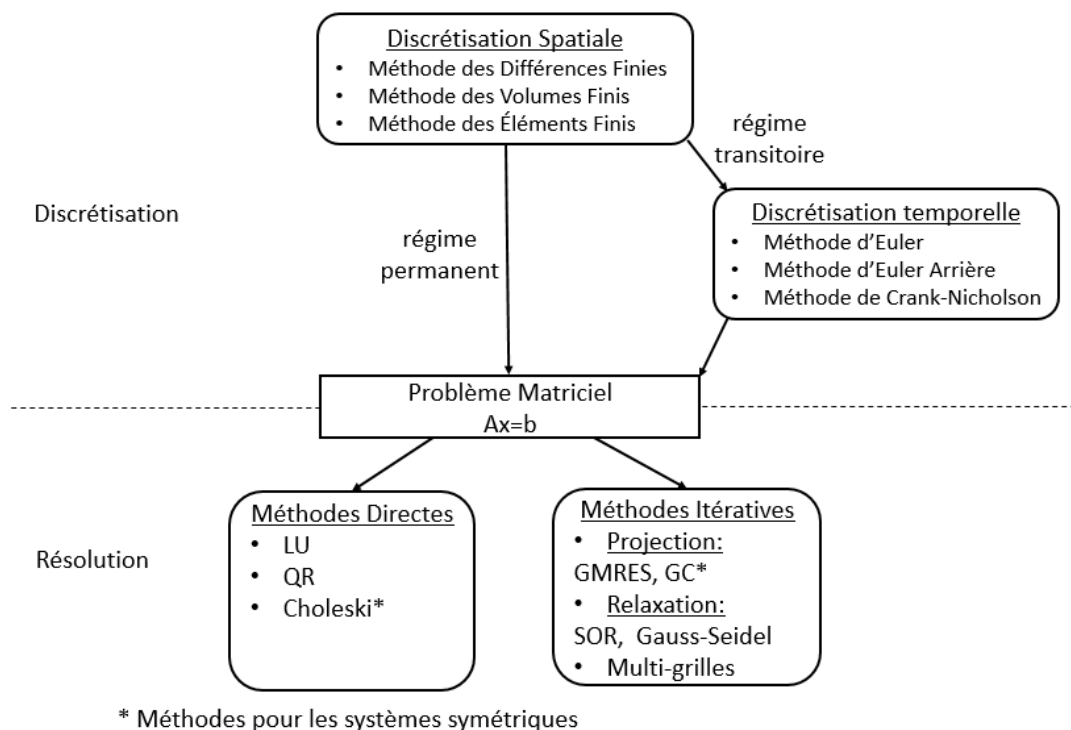 Discrétisation Spatiale
• Méthode des Différences Finies
• Méthode des Volumes Finis
• Méthode des Éléments Finis
régime
transitoire
Discrétisation
régime
permanent
Discrétisation temporelle
• Méthode d'Euler
• Méthode d'Euler Arrière
• Méthode de Crank-Nicholson
Problème Matriciel
Ax=b
Résolution
Méthodes Directes
• LU
• QR
• Choleski*
Méthodes Itératives
• Projection:
GMRES, GC*
• Relaxation:
SOR, Gauss-Seidel
• Multi-grilles
* Méthodes pour les systèmes symétriques